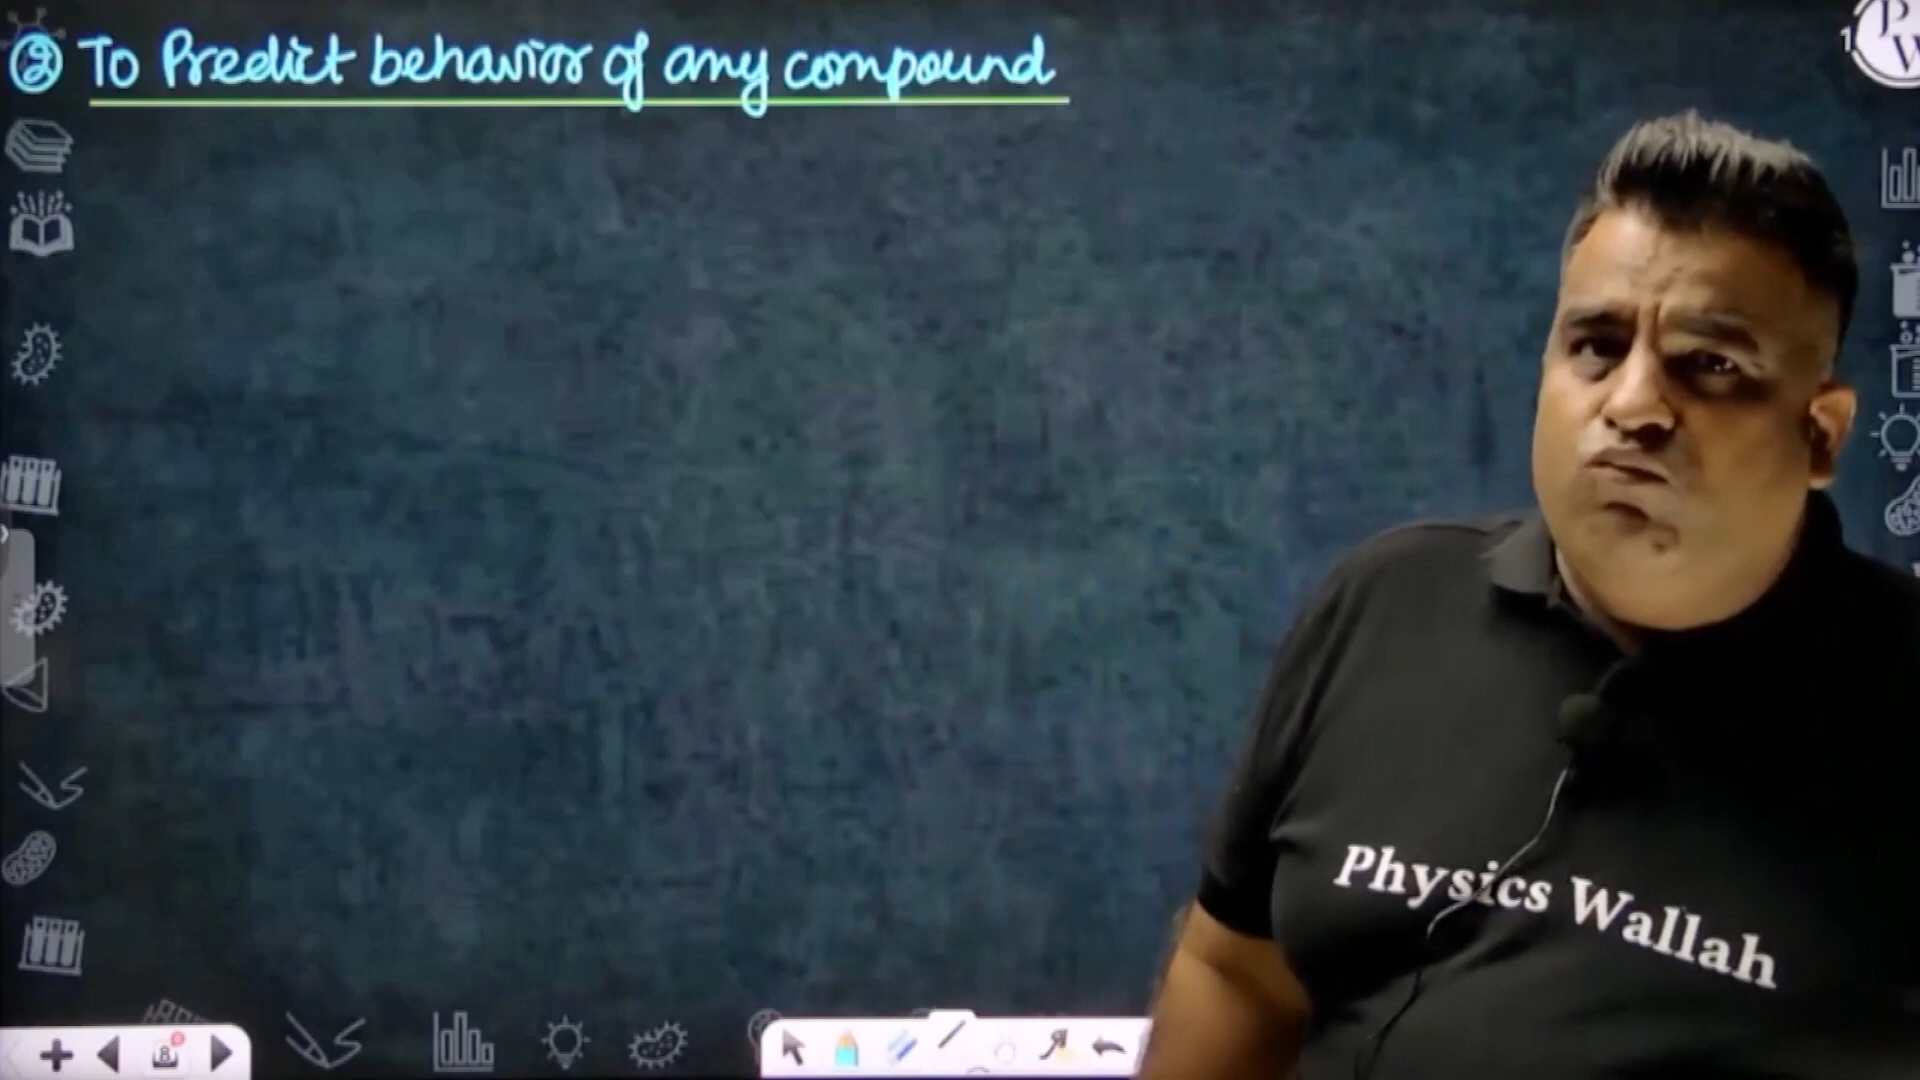 ② To Predict behavior of any compound
P
W
Physics Wallah